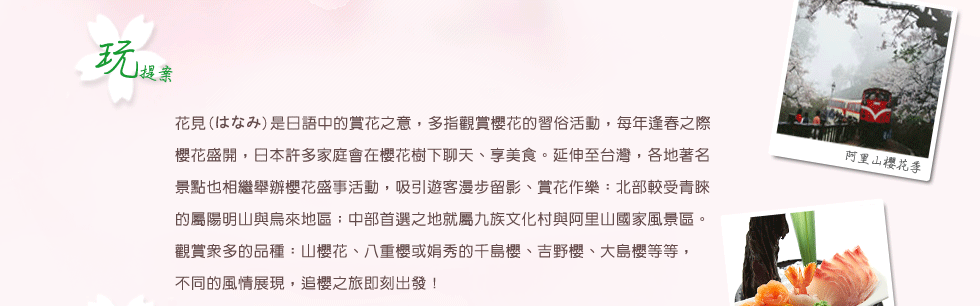 玩提案
花見(はなみ)是日語中的賞花之意，多指觀賞櫻花的習俗活動，每年逢春之際
櫻花盛開，日本許多家庭會在櫻花樹下聊天、享美食。延伸至台灣，各地著名
景點也相繼舉辦櫻花盛事活動，吸引遊客漫步留影、賞花作樂：北部較受青睞
的屬陽明山與烏來地區；中部首選之地就屬九族文化村與阿里山國家風景區。
觀賞眾多的品種：山櫻花、八重櫻或娟秀的千島櫻、吉野櫻、大島櫻等等，
不同的風情展現，追櫻之旅即刻出發！
阿里山櫻花季